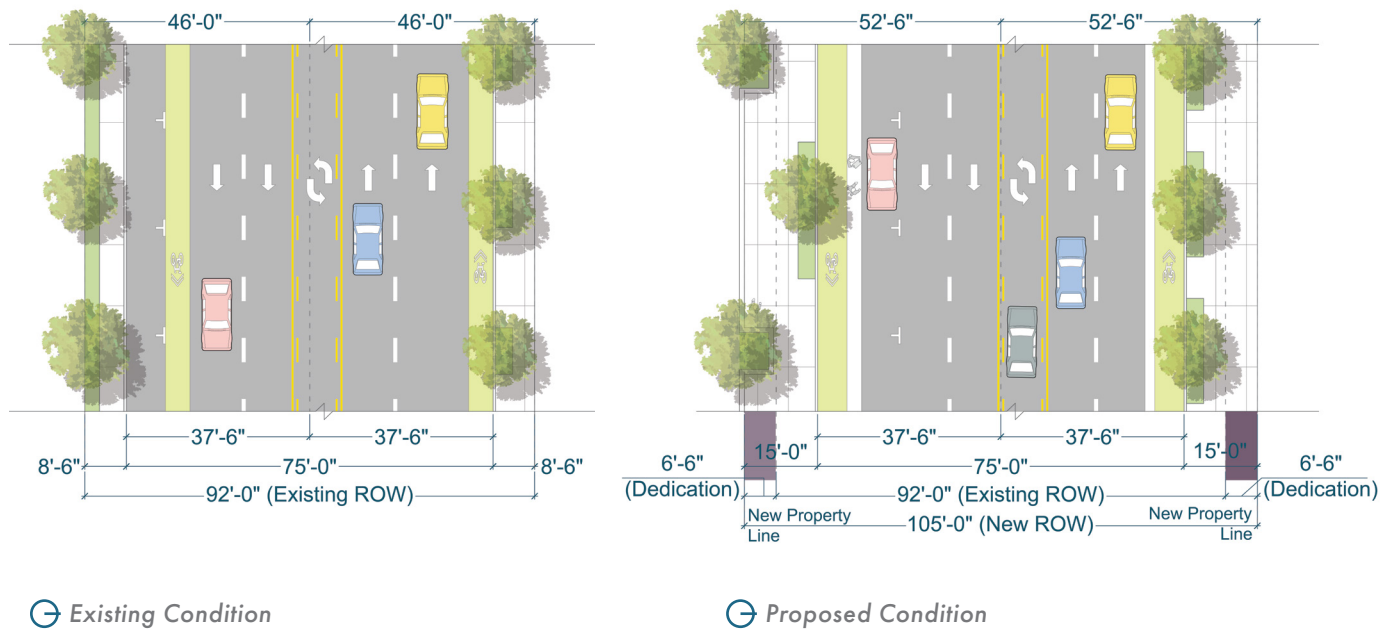 46'-0" 46'-0"
37'-6" 37'-6"
8'-6" 75'-0" 8'-6"
92'-0" (Existing ROW)
Existing Condition
52'-6" 52'-6"
37'-6" 37'-6"
15'-0" 15'-0"
6'-6" 75'-0" 6'-6"
(Dedication) 92'-0" (Existing ROW) (Dedication)
New Property New Property
105'-0" (New ROW)
Line Line
Proposed Condition